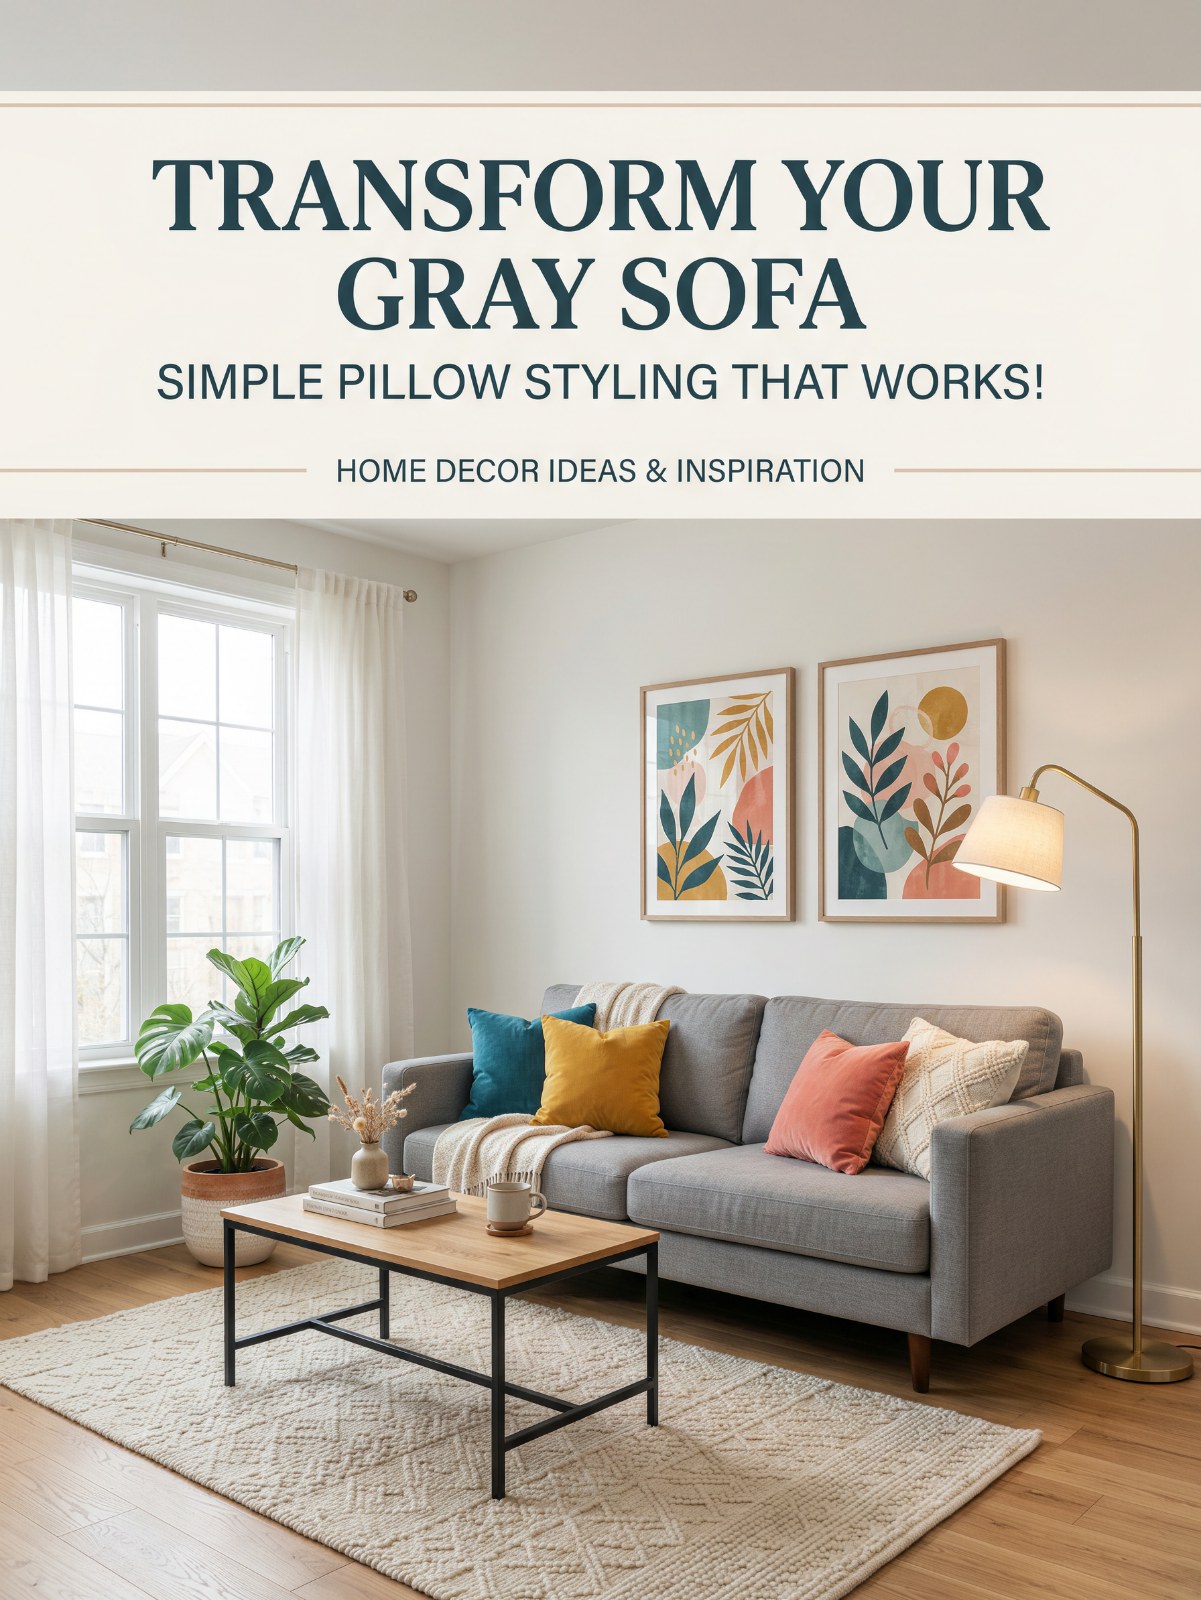 TRANSFORM YOUR
GRAY SOFA
SIMPLE PILLOW STYLING THAT WORKS!
HOME DECOR IDEAS & INSPIRATION